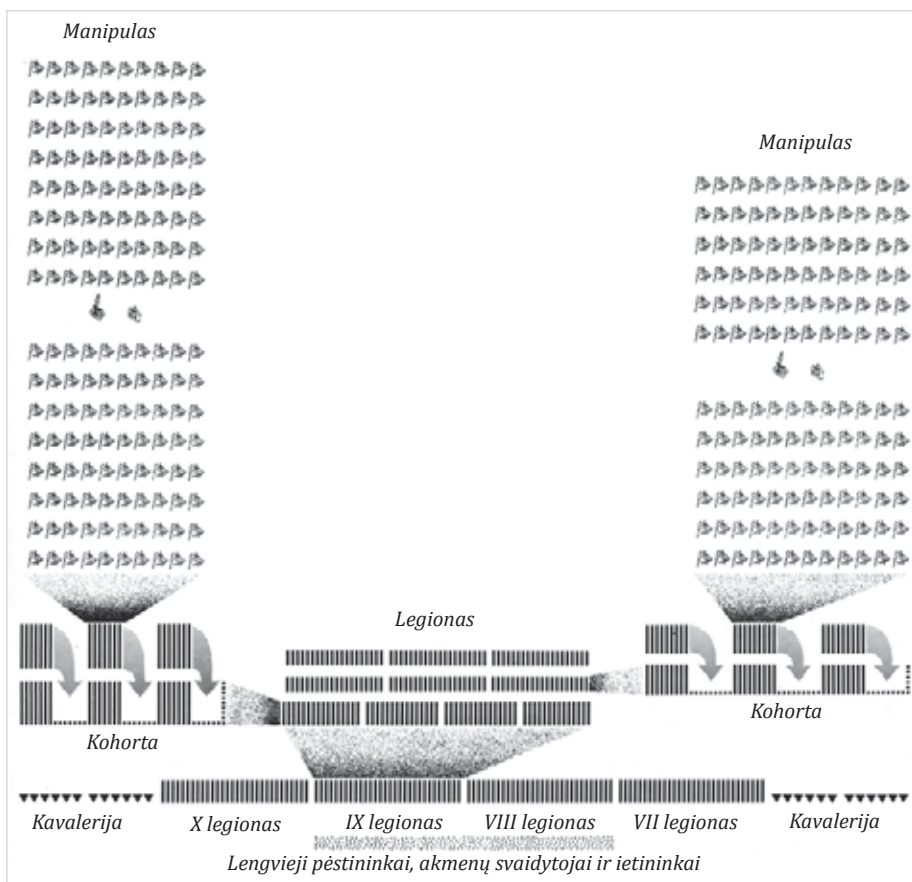 Manipulas
Manipulas
Legionas
Kohorta
Kohorta
Kavalerija
X legionas
IX legionas
VIII legionas
VII legionas
Kavalerija
Lengvieji pėstininkai, akmenų svaidytojai ir ietininkai